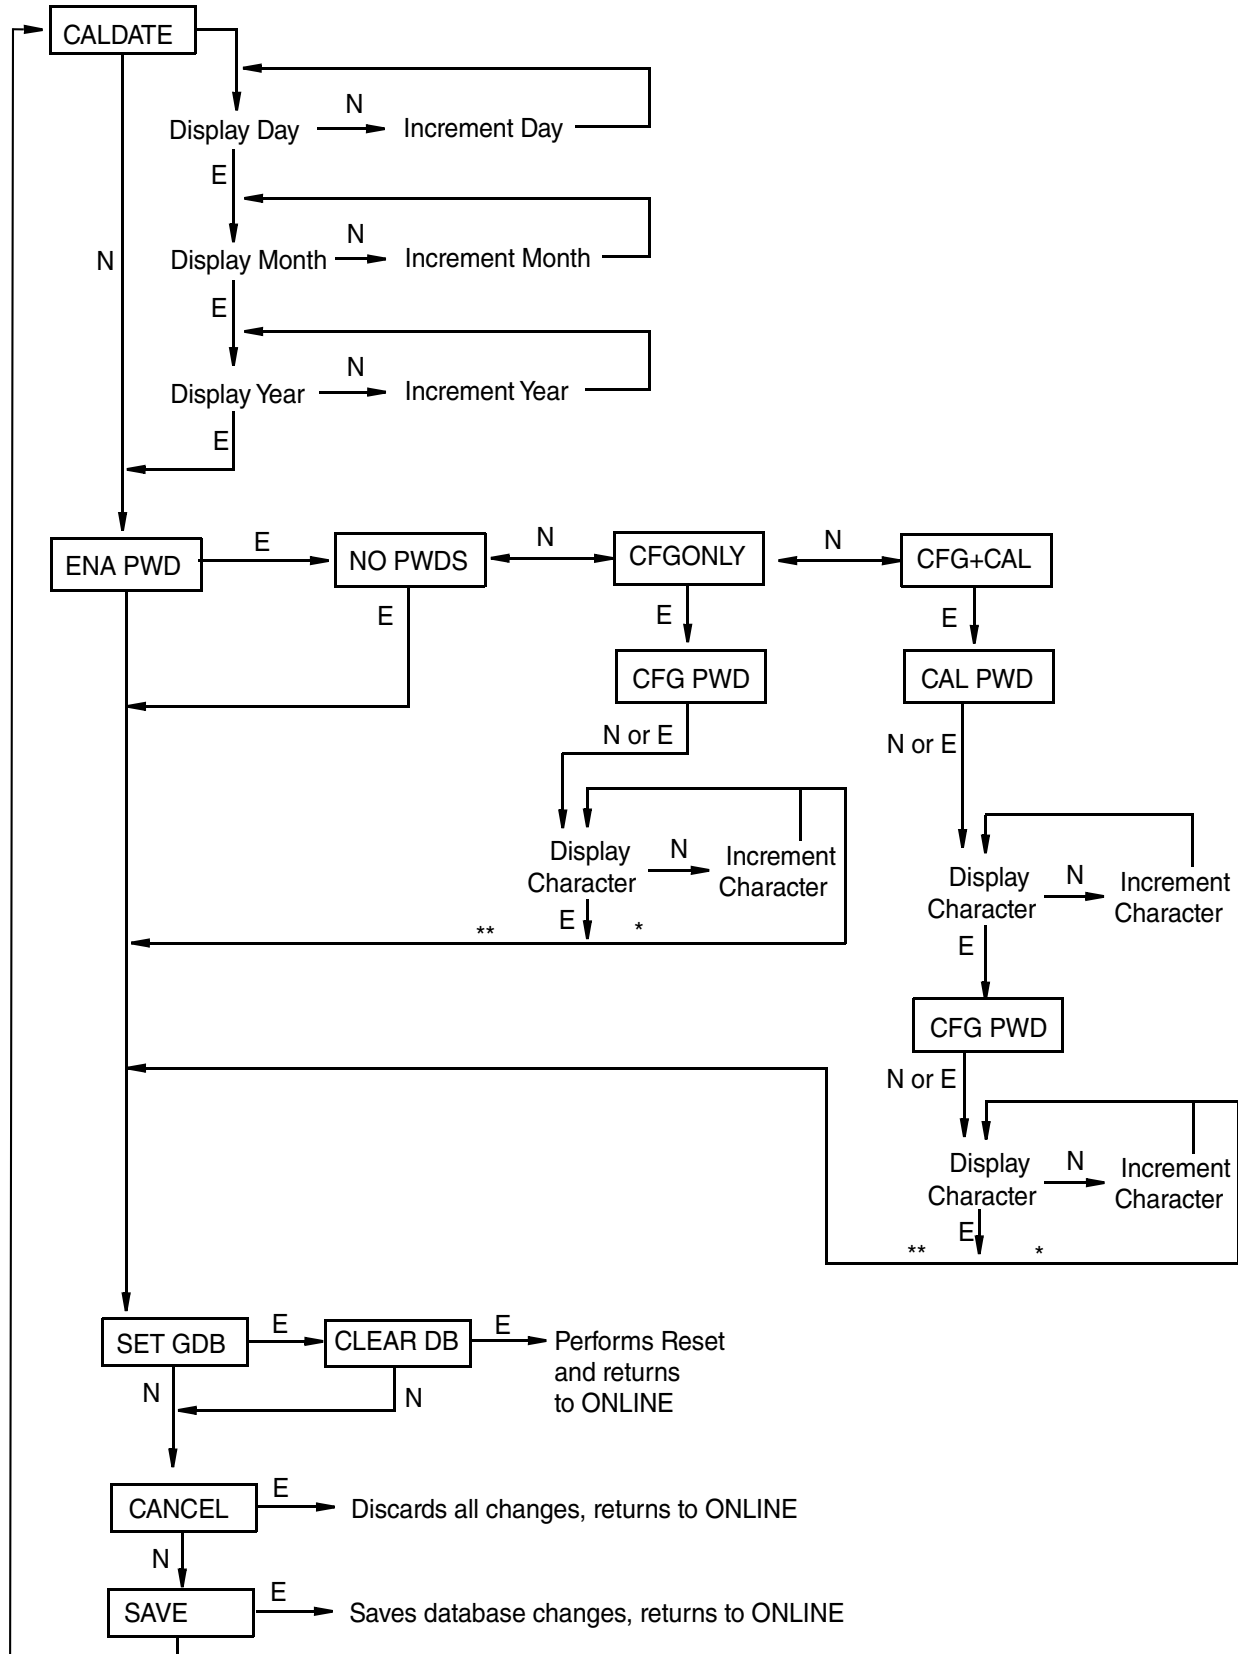 CALDATE
N
Display Day
Increment Day
E
N
N
Display Month
Increment Month
E
N
Display Year
Increment Year
E
ENA PWD
E
NO PWDS
N
CFGONLY
N
CFG+CAL
E
E
E
CFG PWD
CAL PWD
N or E
N or E
Display
Character
N
Increment
Character
E
**
*
Display
Character
N
Increment
Character
E
CFG PWD
N or E
Display
Character
N
Increment
Character
E
**
*
SET GDB
E
CLEAR DB
E
Performs Reset
and returns
to ONLINE
N
N
CANCEL
E
Discards all changes, returns to ONLINE
N
SAVE
E
Saves database changes, returns to ONLINE